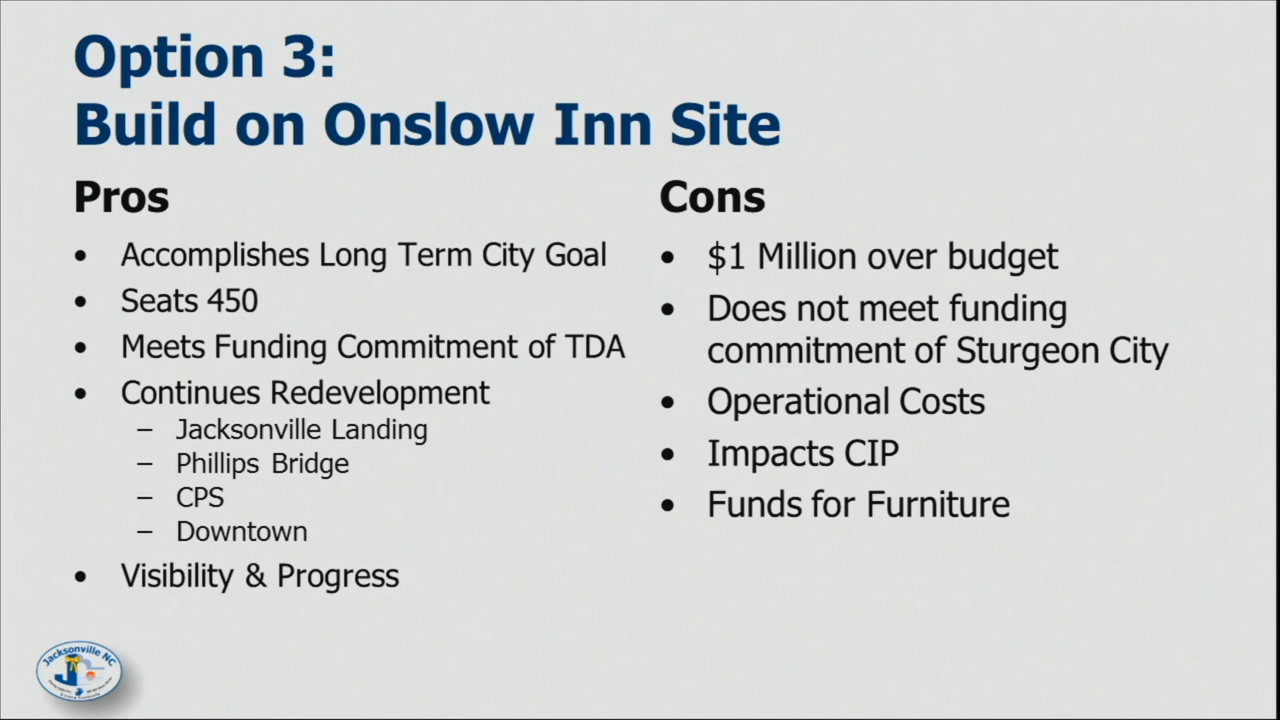 Option 3:
Build on Onslow Inn Site
Pros
• Accomplishes Long Term City Goal
• Seats 450
• Meets Funding Commitment of TDA
• Continues Redevelopment
– Jacksonville Landing
– Phillips Bridge
– CPS
– Downtown
• Visibility & Progress
Cons
• $1 Million over budget
• Does not meet funding
commitment of Sturgeon City
• Operational Costs
• Impacts CIP
• Funds for Furniture
Jacksonville NC